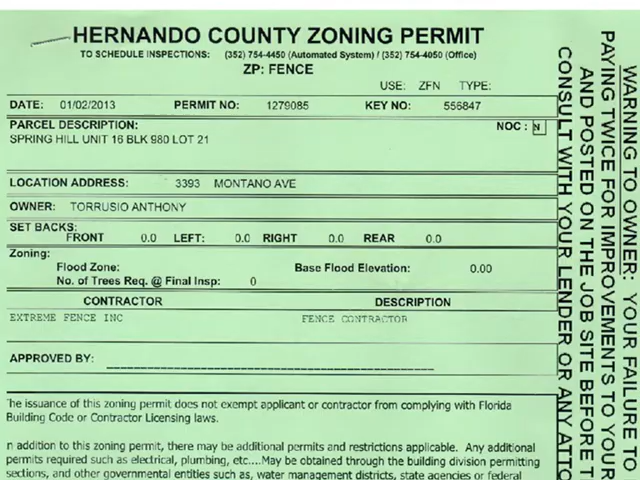 HERNANDO COUNTY ZONING PERMIT
TO SCHEDULE INSPECTIONS: (352) 754-4450 (Automated System) / (352) 754-4050 (Office)
ZP: FENCE
USE: ZFN TYPE:
DATE: 01/02/2013 PERMIT NO: 1279085 KEY NO: 556847
PARCEL DESCRIPTION: NOC : N
SPRING HILL UNIT 16 BLK 980 LOT 21
LOCATION ADDRESS: 3393 MONTANO AVE
OWNER: TORRUSIO ANTHONY
SET BACKS:
FRONT 0.0 LEFT: 0.0 RIGHT 0.0 REAR 0.0
Zoning:
Flood Zone: Base Flood Elevation: 0.00
No. of Trees Req. @ Final Insp: 0
CONTRACTOR DESCRIPTION
EXTREME FENCE INC FENCE CONTRACTOR
APPROVED BY:
he issuance of this zoning permit does not exempt applicant or contractor from complying with Florida
Building Code or Contractor Licensing laws.
n addition to this zoning permit, there may be additional permits and restrictions applicable. Any additional
permits required such as electrical, plumbing, etc....May be obtained through the building division permitting
sections, and other governmental entities such as, water management districts, state agencies or federal
WARNING TO OWNER: YOUR FAILURE TO
PAYING TWICE FOR IMPROVEMENTS TO YOUR
AND POSTED ON THE JOB SITE BEFORE T
CONSULT WITH YOUR LENDER OR ANY ATTO